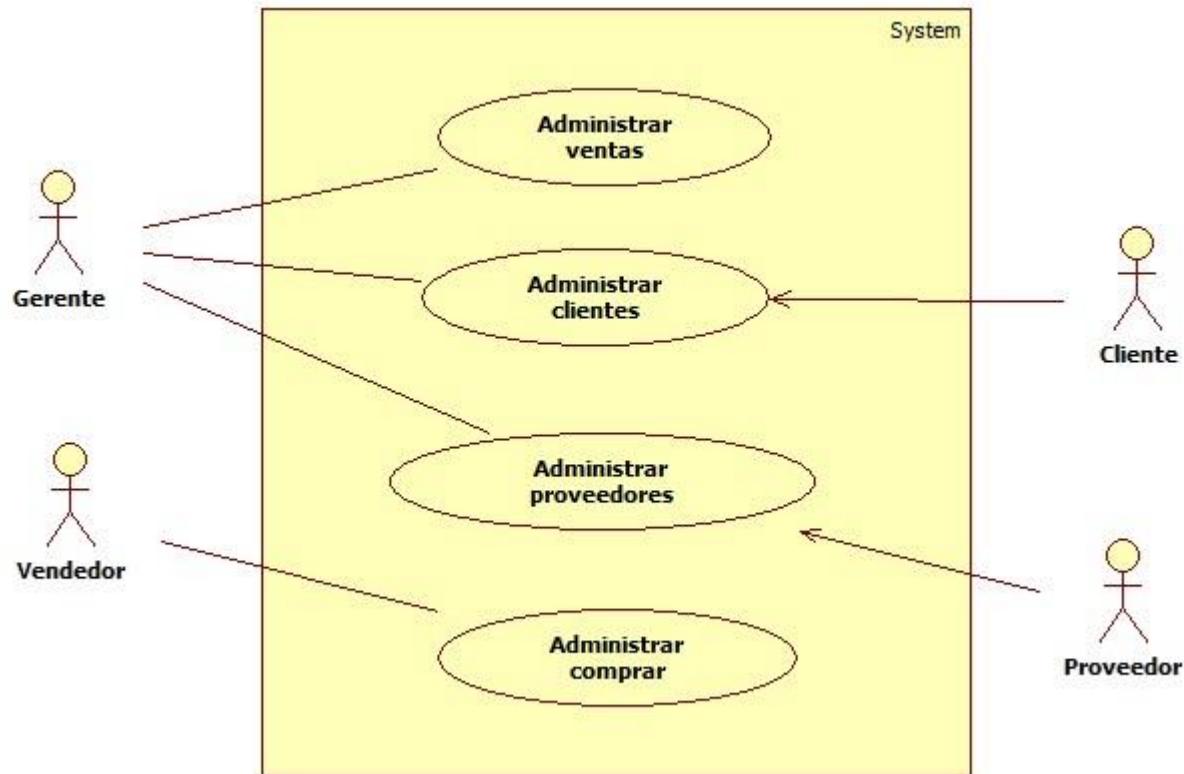 System
Administrar
ventas
Gerente
Administrar
clientes
Cliente
Administrar
proveedores
Vendedor
Administrar
comprar
Proveedor